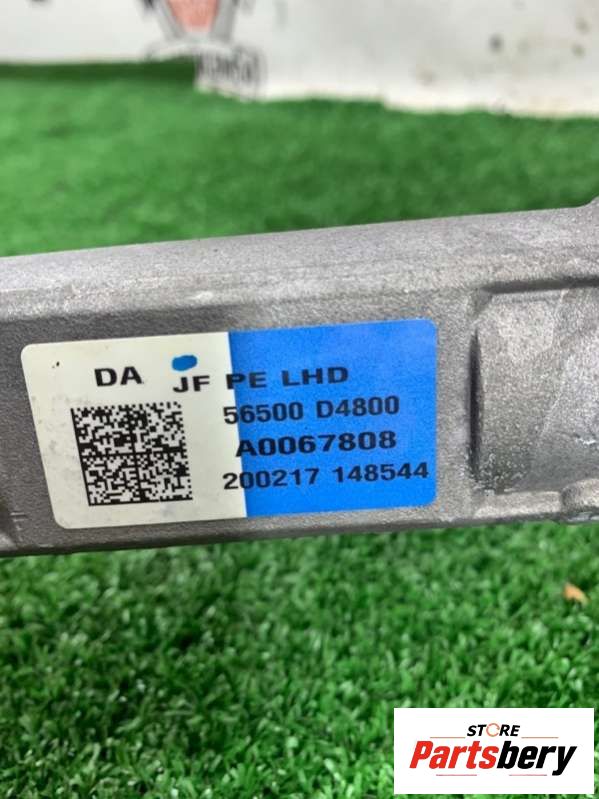 DA JF PE LHD
56500 D4800
A0067808
200217 148544
STORE
Partsbery